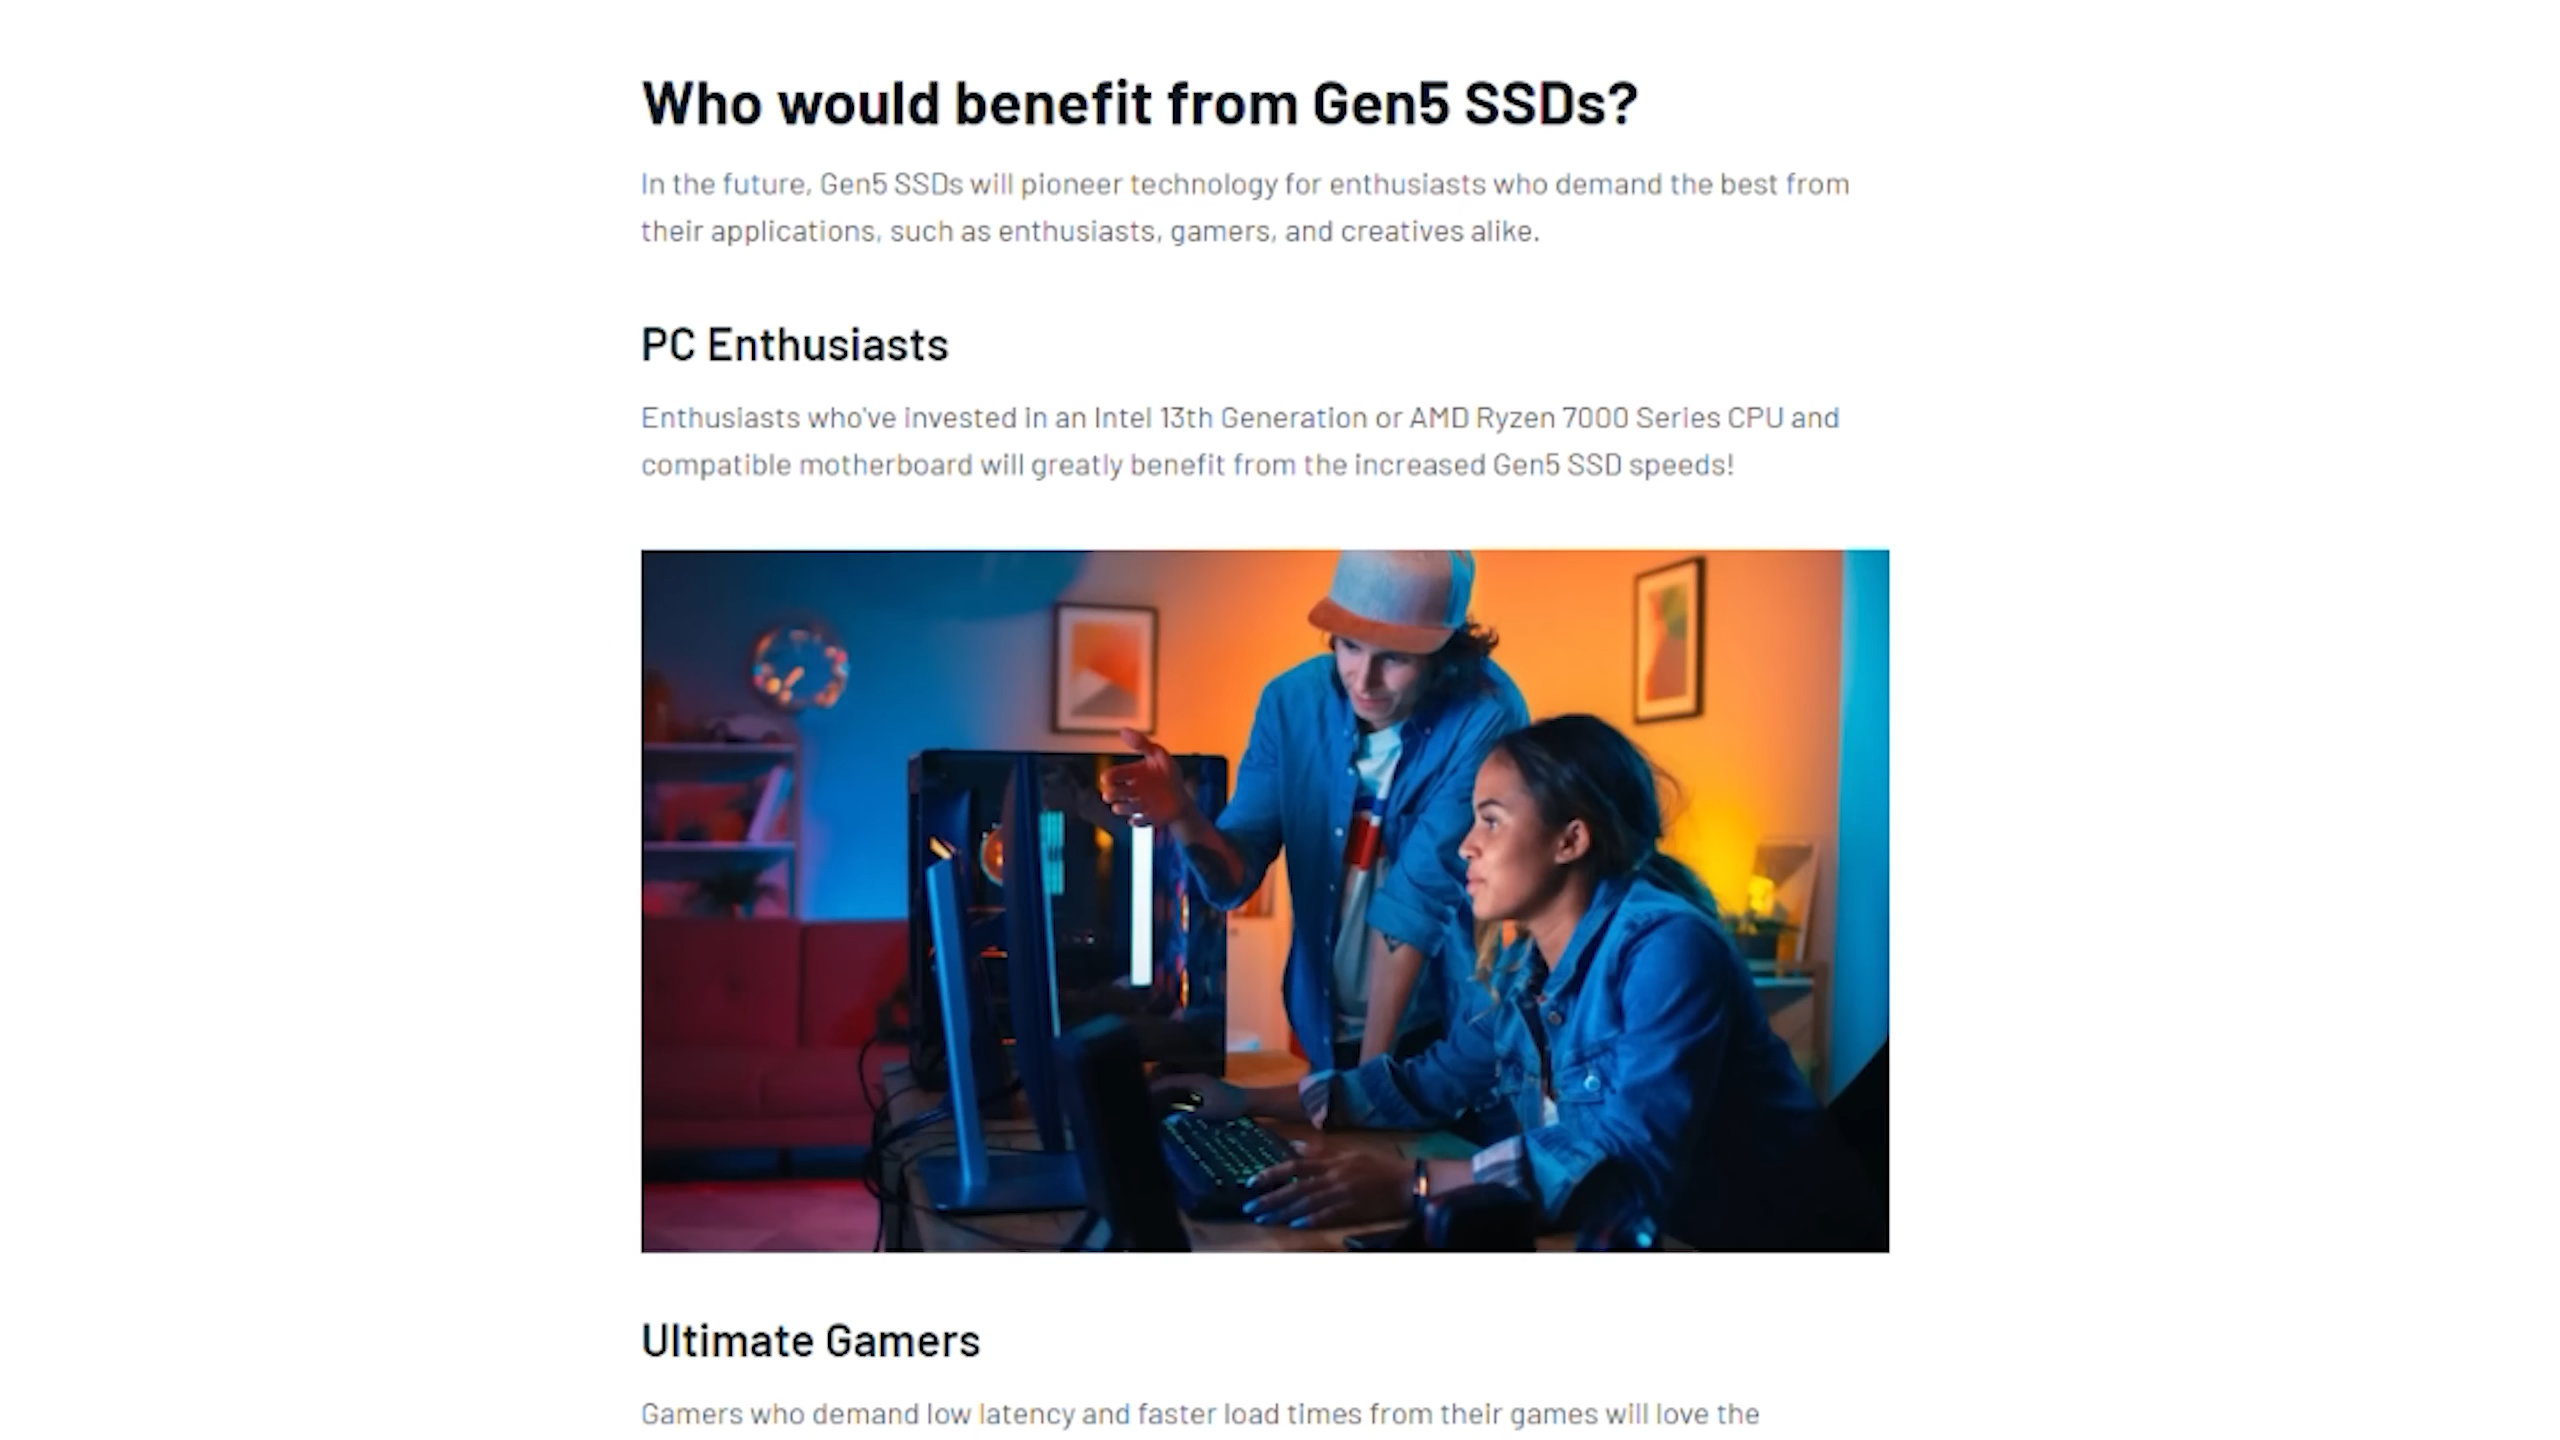 Who would benefit from Gen5 SSDs?
In the future, Gen5 SSDs will pioneer technology for enthusiasts who demand the best from
their applications, such as enthusiasts, gamers, and creatives alike.
PC Enthusiasts
Enthusiasts who've invested in an Intel 13th Generation or AMD Ryzen 7000 Series CPU and
compatible motherboard will greatly benefit from the increased Gen5 SSD speeds!
Ultimate Gamers
Gamers who demand low latency and faster load times from their games will love the